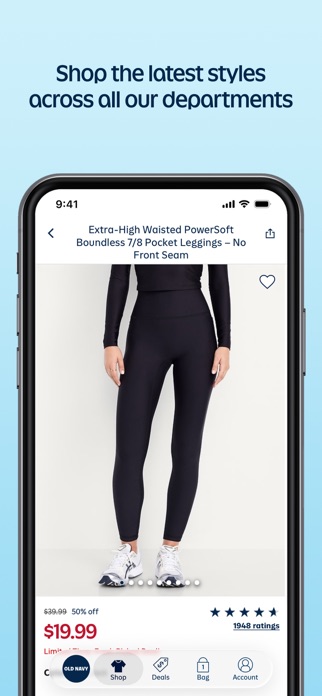 Shop the latest styles
across all our departments
9:41
Extra-High Waisted PowerSoft
Boundless 7/8 Pocket Leggings – No
Front Seam
$39.99 50% off
1948 ratings
$19.99
OLD NAVY
Shop
Deals
Bag
Account